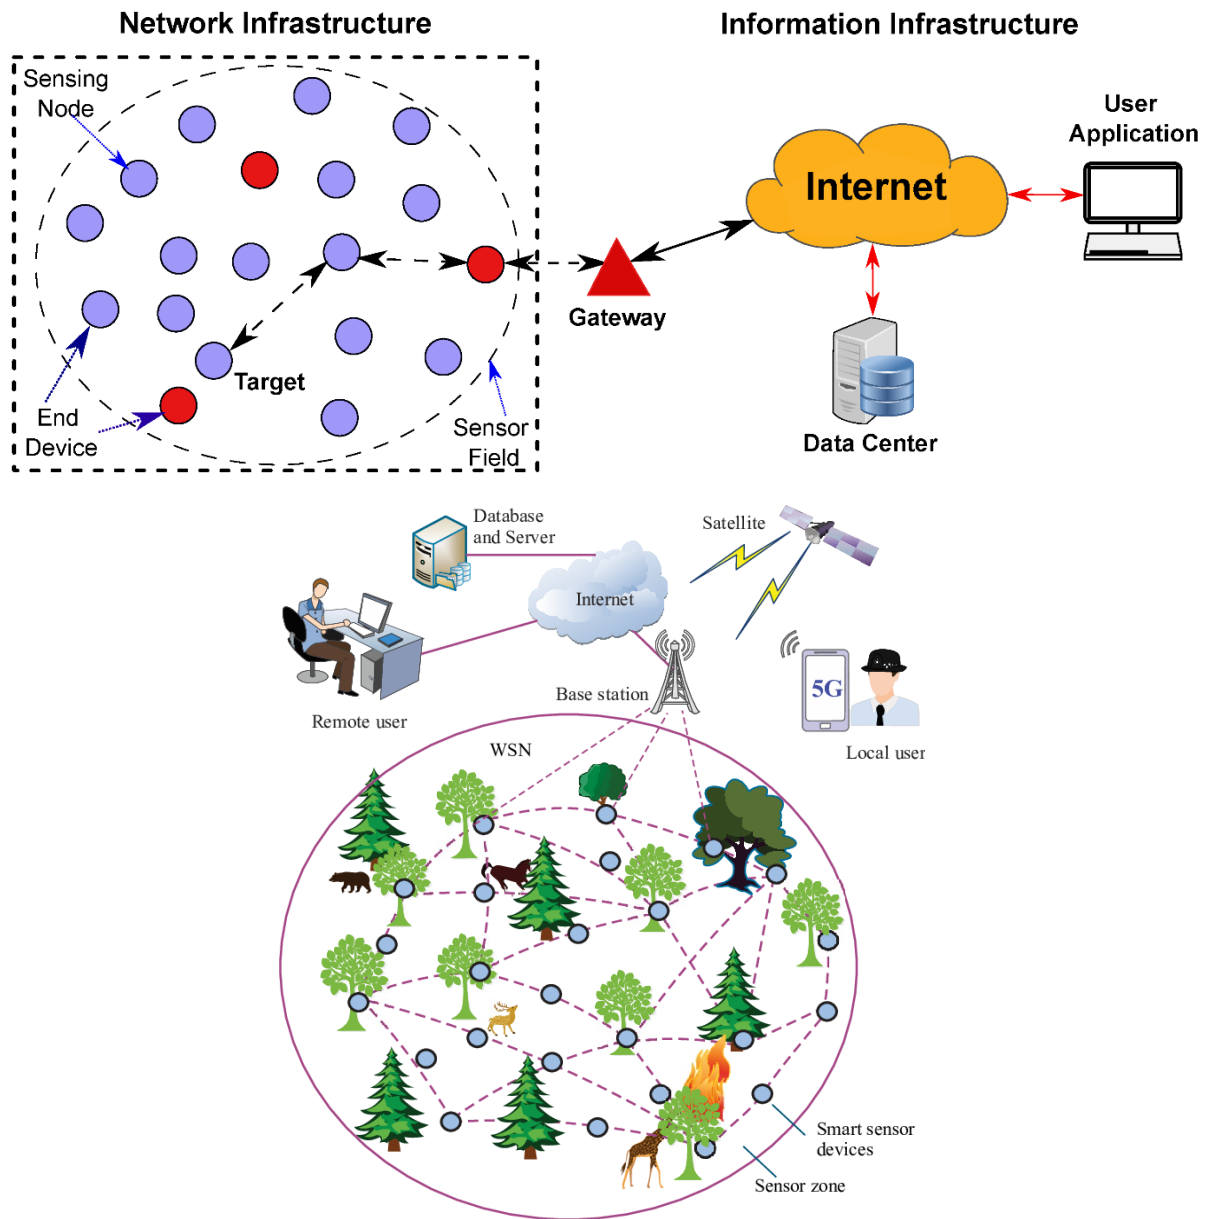 Network Infrastructure
Information Infrastructure
Sensing
Node
User
Application
Internet
Gateway
Target
End
Device
Sensor
Field
Data Center
Database
and Server
Satellite
Internet
5G
Base station
Remote user
Local user
WSN
Smart sensor
devices
Sensor zone